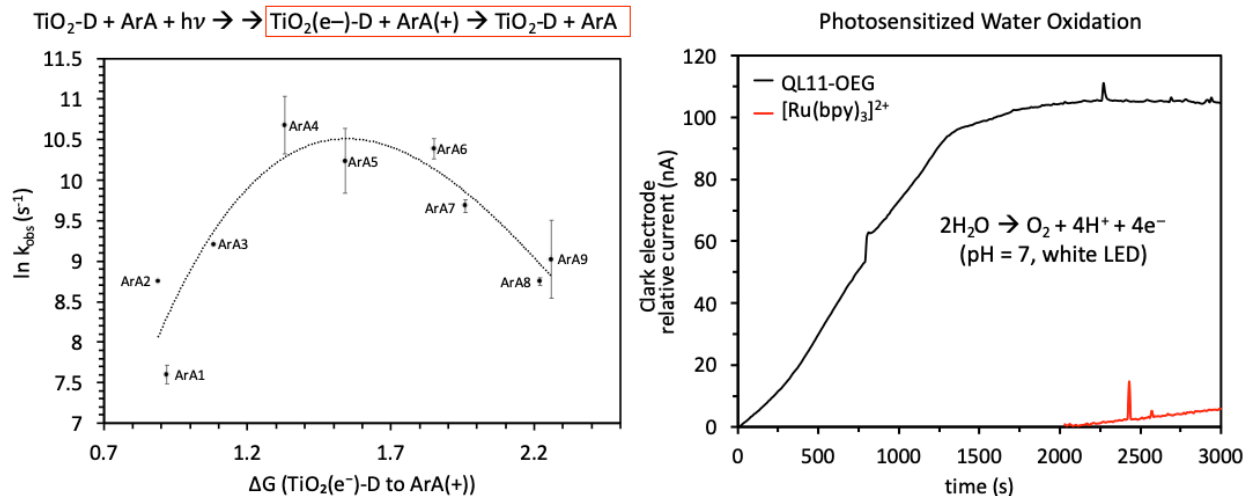 TiO₂-D + ArA + hν → → TiO₂(e–)-D + ArA(+) → TiO₂-D + ArA
11.5
11
10.5
10
9.5
9
8.5
8
7.5
7
ln k_obs (s⁻¹)
ArA4
ArA5
ArA6
ArA7
ArA3
ArA2
ArA9
ArA8
ArA1
0.7 1.2 1.7 2.2
ΔG (TiO₂(e⁻)-D to ArA(+))
Photosensitized Water Oxidation
120
100
80
60
40
20
0
Clark electrode
relative current (nA)
QL11-OEG
[Ru(bpy)₃]²⁺
2H₂O → O₂ + 4H⁺ + 4e⁻
(pH = 7, white LED)
0 500 1000 1500 2000 2500 3000
time (s)